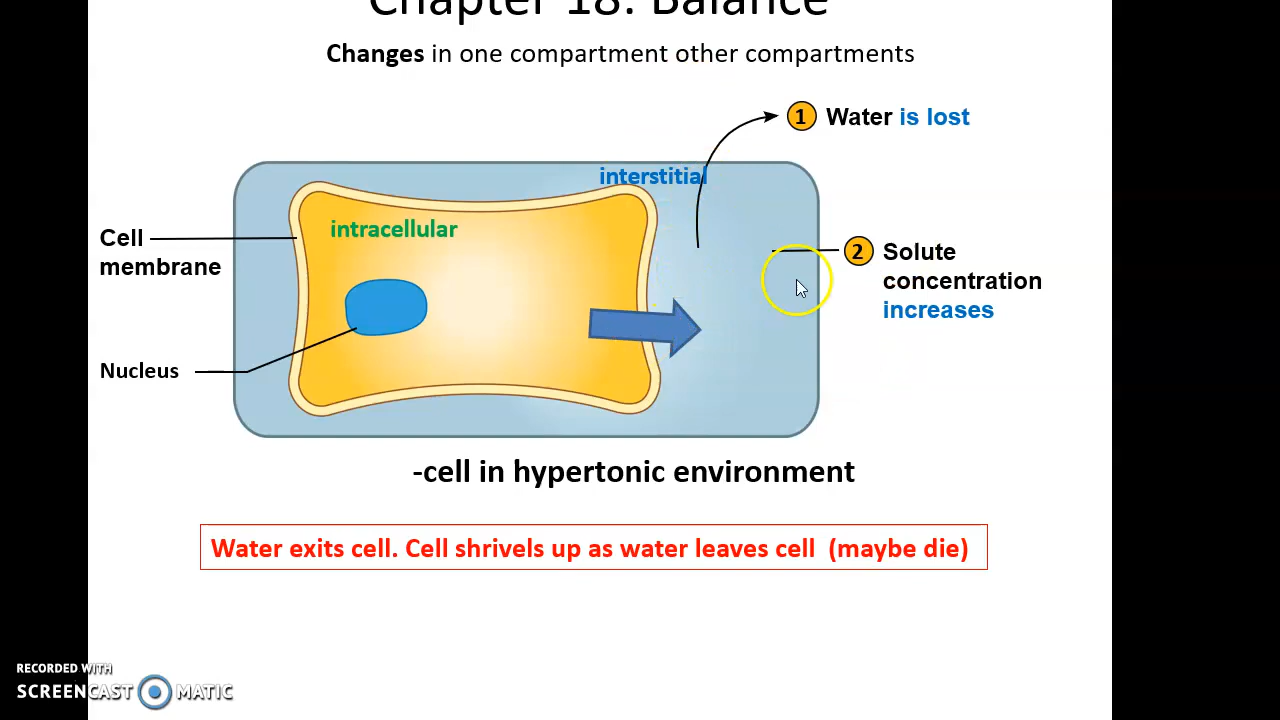 Chapter 18: Balance
Changes in one compartment other compartments
1 Water is lost
interstitial
intracellular
Cell
membrane
2 Solute
concentration
increases
Nucleus
-cell in hypertonic environment
Water exits cell. Cell shrivels up as water leaves cell (maybe die)
RECORDED WITH
SCREENCAST MATIC